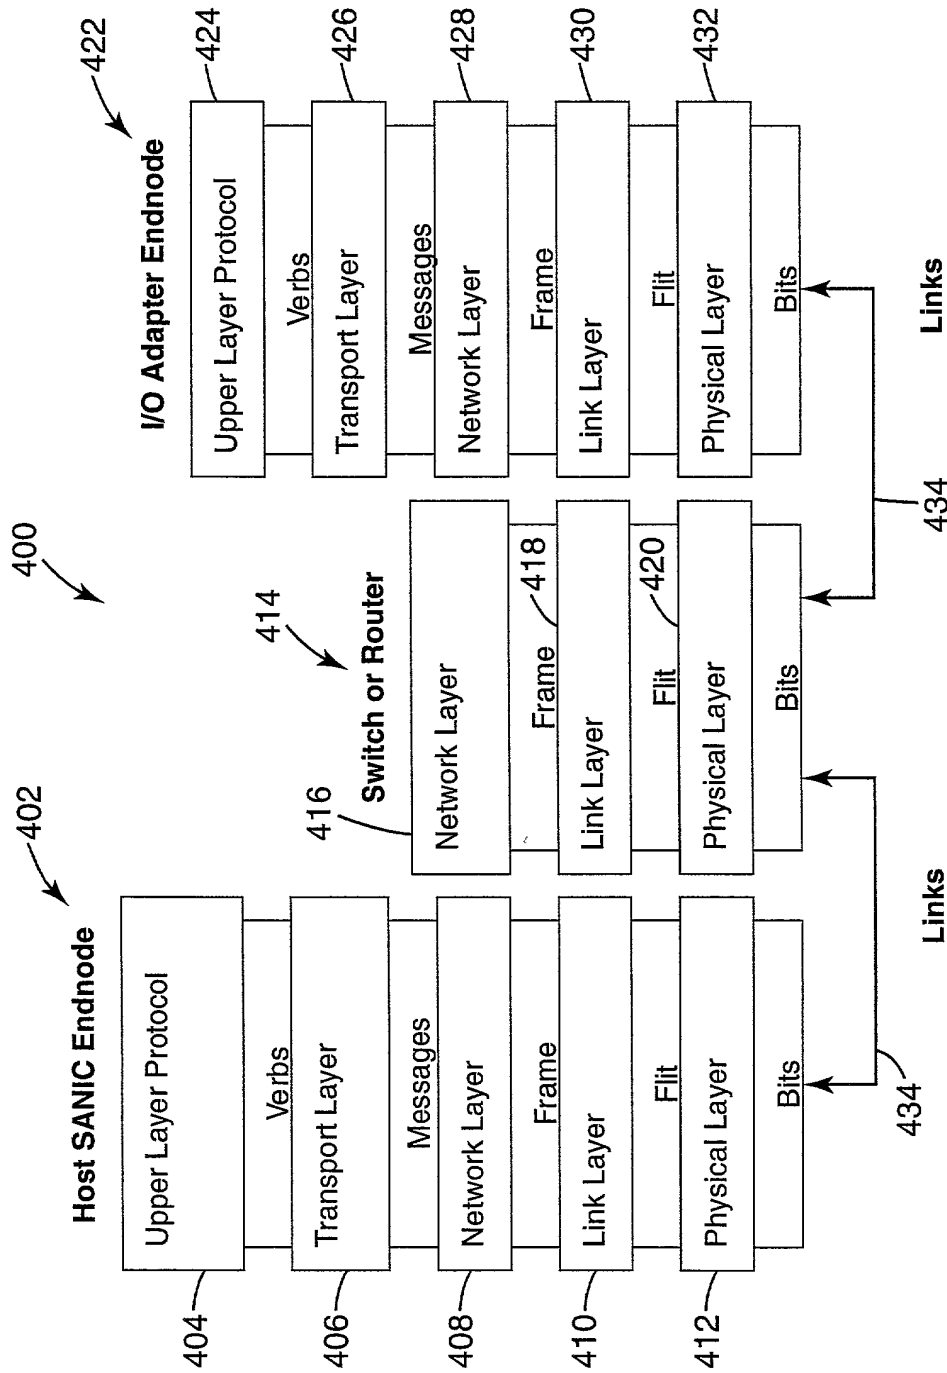 400
402
Host SANIC Endnode
404
Upper Layer Protocol
Verbs
406
Transport Layer
Messages
408
Network Layer
Frame
410
Link Layer
Flit
412
Physical Layer
Bits
414
Switch or Router
416
Network Layer
Frame
418
Link Layer
Flit
420
Physical Layer
Bits
422
I/O Adapter Endnode
424
Upper Layer Protocol
Verbs
426
Transport Layer
Messages
428
Network Layer
Frame
430
Link Layer
Flit
432
Physical Layer
Bits
434
Links
434
Links